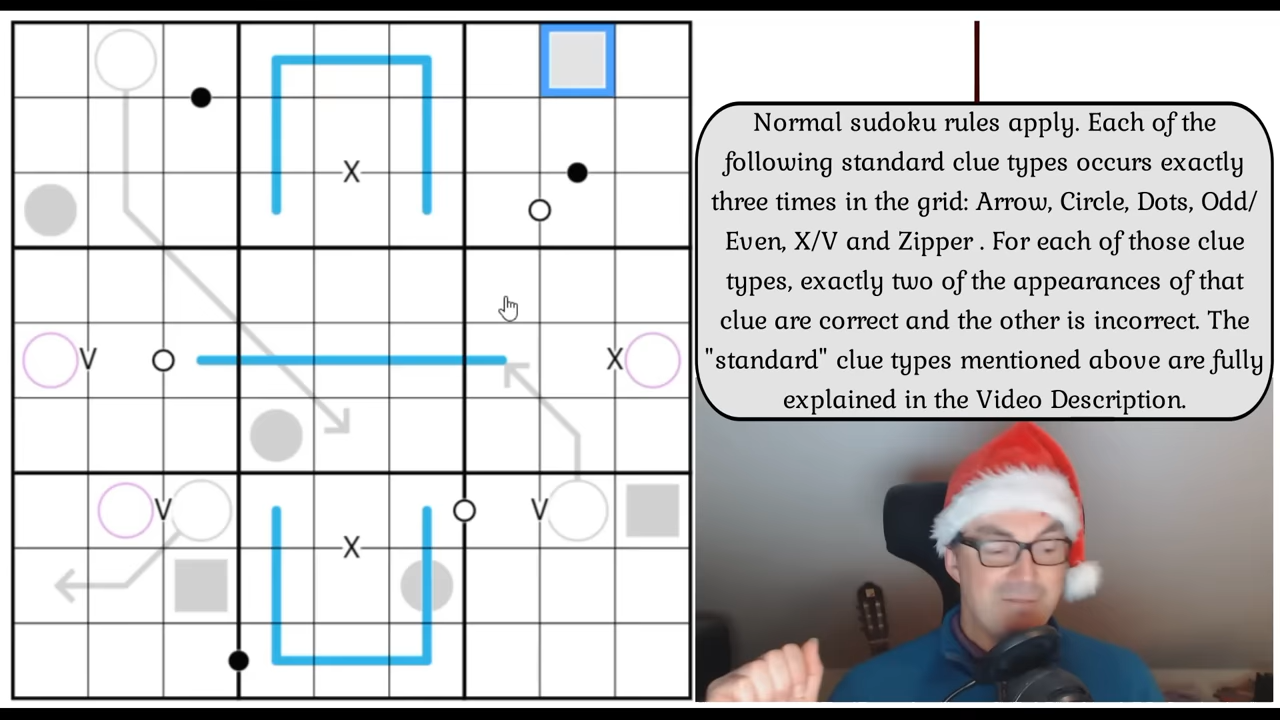 Normal sudoku rules apply. Each of the
following standard clue types occurs exactly
three times in the grid: Arrow, Circle, Dots, Odd/
Even, X/V and Zipper . For each of those clue
types, exactly two of the appearances of that
clue are correct and the other is incorrect. The
"standard" clue types mentioned above are fully
explained in the Video Description.
X
V
X
V
V
X